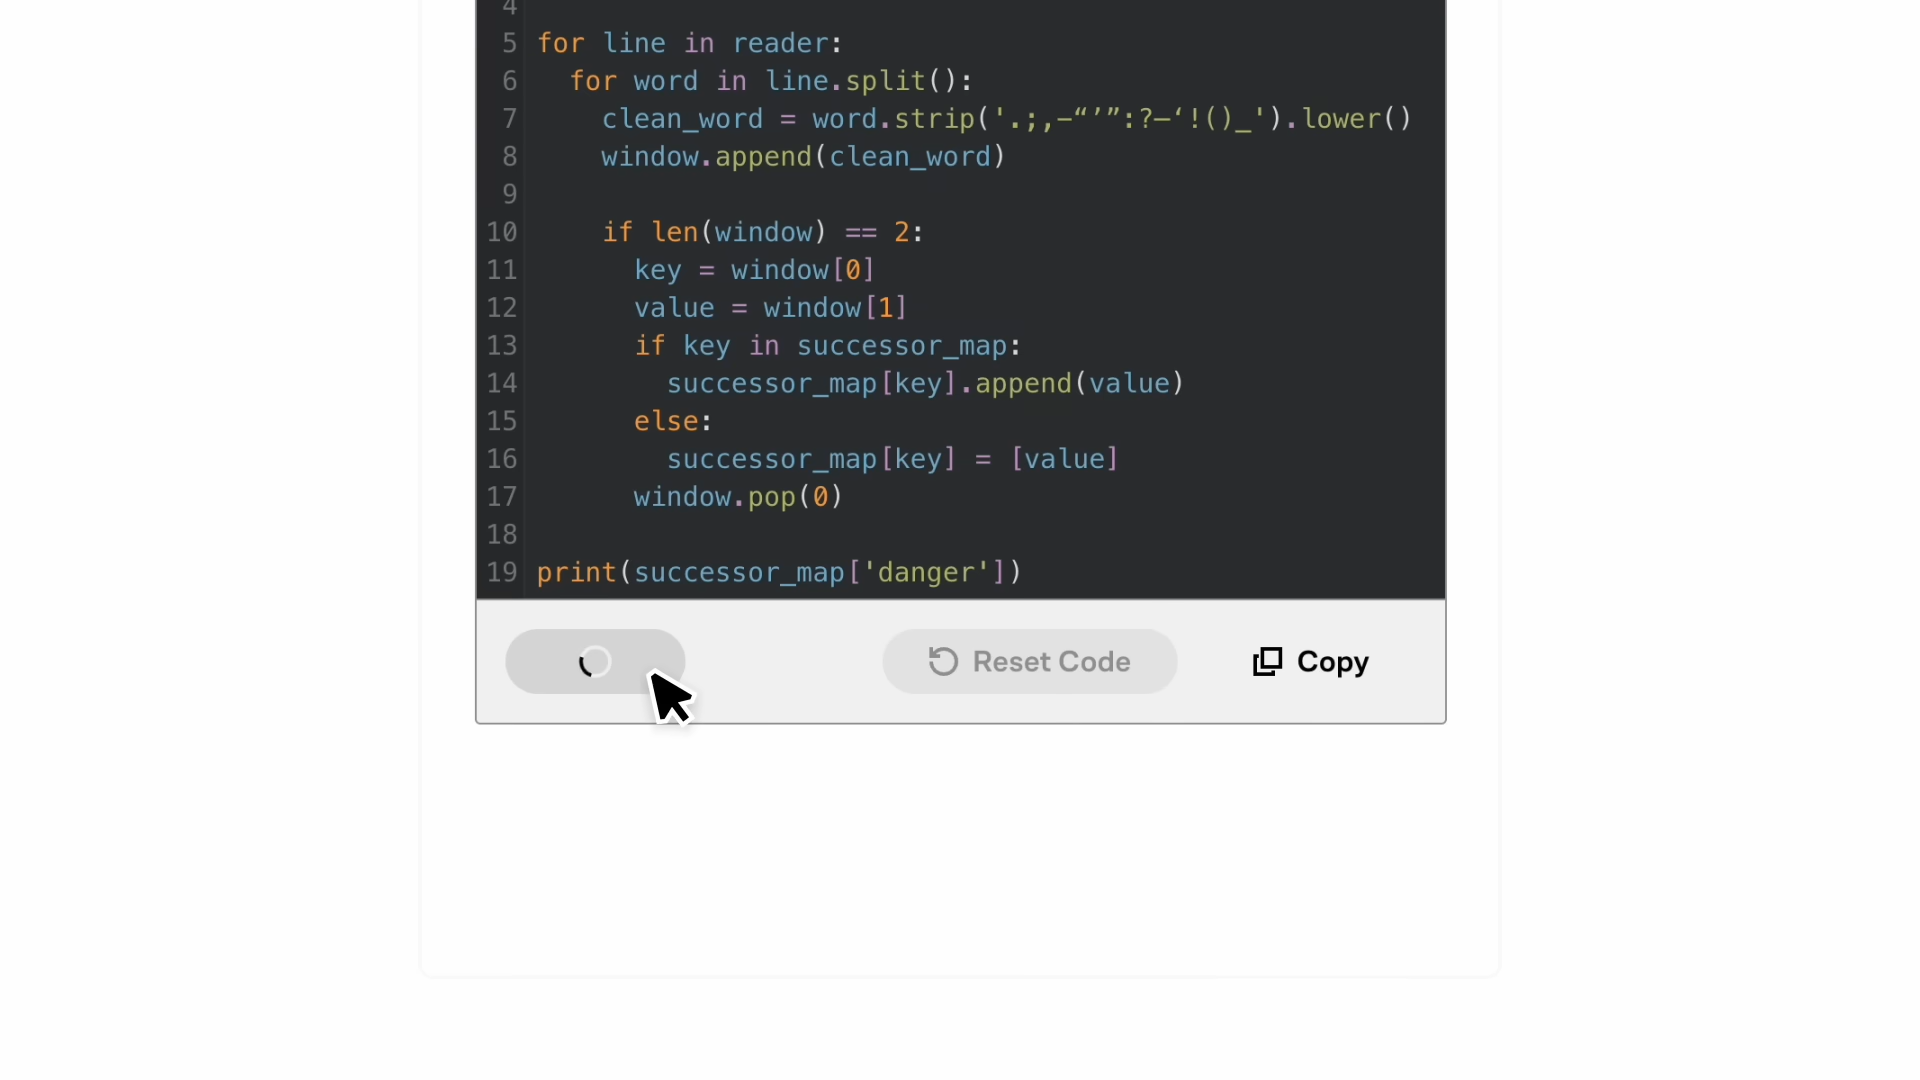 4
5 for line in reader:
6   for word in line.split():
7     clean_word = word.strip('.;,—“’”:?—‘!()_').lower()
8     window.append(clean_word)
9
10     if len(window) == 2:
11       key = window[0]
12       value = window[1]
13       if key in successor_map:
14         successor_map[key].append(value)
15       else:
16         successor_map[key] = [value]
17       window.pop(0)
18
19 print(successor_map['danger'])
Reset Code Copy